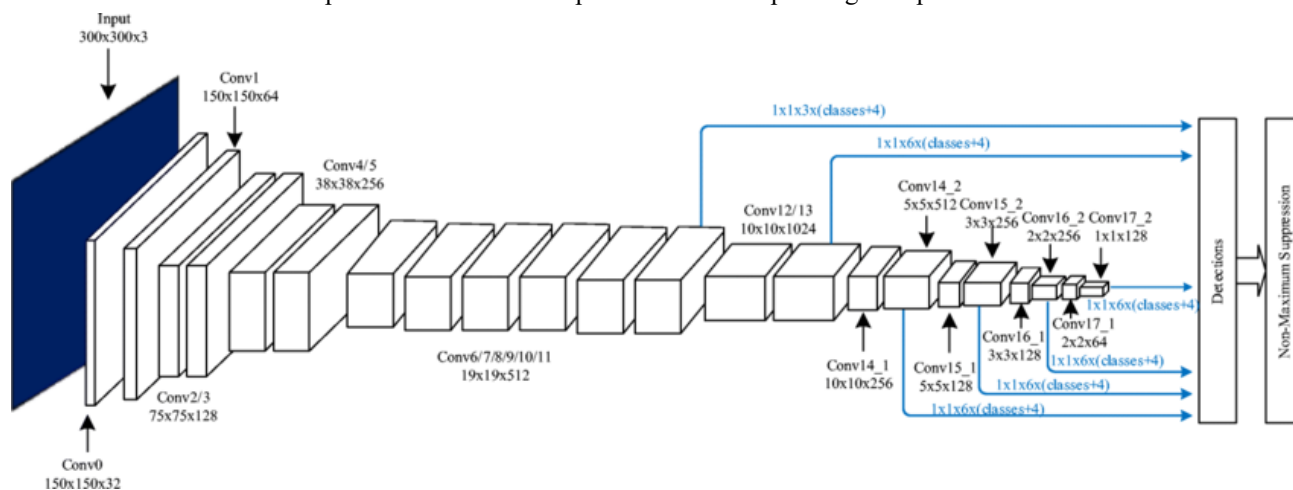 Input
300x300x3
Conv1
150x150x64
Conv4/5
38x38x256
Conv12/13
10x10x1024
1x1x3x(classes+4)
1x1x6x(classes+4)
Conv14_2
5x5x512
Conv15_2
3x3x256
Conv16_2
2x2x256
Conv17_2
1x1x128
1x1x6x(classes+4)
Conv17_1
2x2x64
Conv16_1
3x3x128
1x1x6x(classes+4)
Conv15_1
5x5x128
1x1x6x(classes+4)
Conv14_1
10x10x256
1x1x6x(classes+4)
Conv6/7/8/9/10/11
19x19x512
Conv2/3
75x75x128
Conv0
150x150x32
Detections
Non-Maximum Suppression